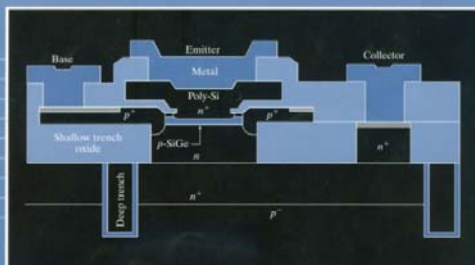 Emitter
Base
Collector
Metal
Poly-Si
n+
p+
p+
Shallow trench
oxide
p-SiGe
n
n+
Deep trench
n+
p−